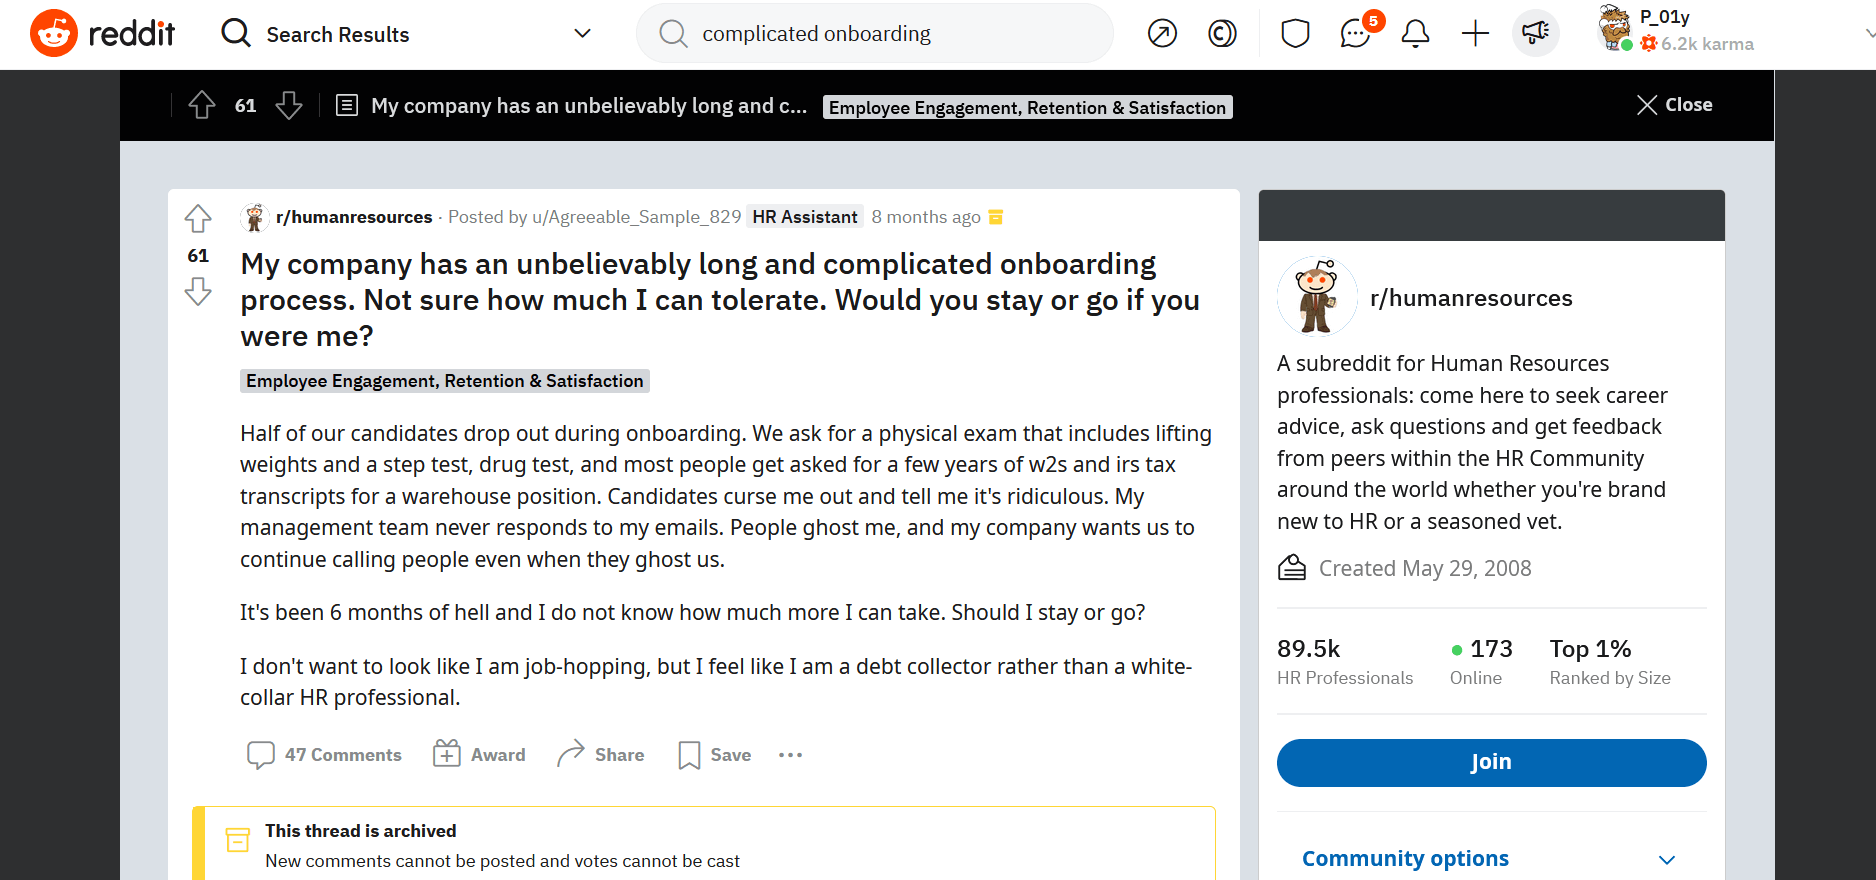 reddit
Search Results
complicated onboarding
5
P_01y
6.2k karma
61
My company has an unbelievably long and c...
Employee Engagement, Retention & Satisfaction
Close
r/humanresources · Posted by u/Agreeable_Sample_829 HR Assistant 8 months ago
61
My company has an unbelievably long and complicated onboarding
process. Not sure how much I can tolerate. Would you stay or go if you
were me?
Employee Engagement, Retention & Satisfaction
Half of our candidates drop out during onboarding. We ask for a physical exam that includes lifting
weights and a step test, drug test, and most people get asked for a few years of w2s and irs tax
transcripts for a warehouse position. Candidates curse me out and tell me it's ridiculous. My
management team never responds to my emails. People ghost me, and my company wants us to
continue calling people even when they ghost us.
It's been 6 months of hell and I do not know how much more I can take. Should I stay or go?
I don't want to look like I am job-hopping, but I feel like I am a debt collector rather than a white-
collar HR professional.
47 Comments
Award
Share
Save
This thread is archived
New comments cannot be posted and votes cannot be cast
r/humanresources
A subreddit for Human Resources
professionals: come here to seek career
advice, ask questions and get feedback
from peers within the HR Community
around the world whether you're brand
new to HR or a seasoned vet.
Created May 29, 2008
89.5k
HR Professionals
173
Online
Top 1%
Ranked by Size
Join
Community options